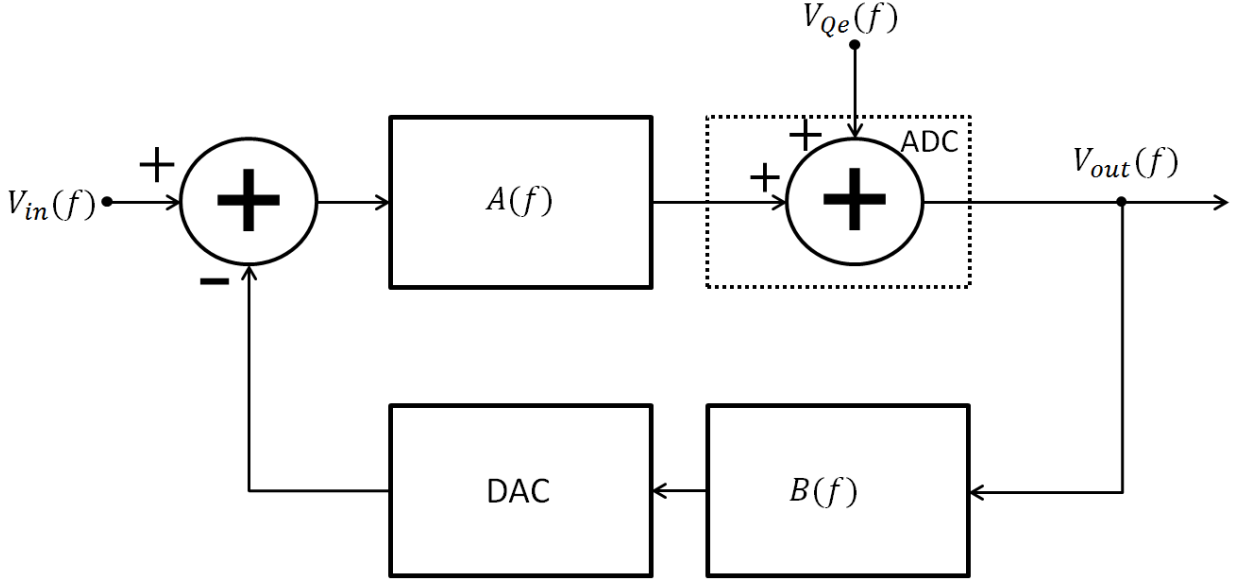 V_{Qe}(f)
+
+
ADC
V_{in}(f)
+
+
A(f)
+
+
V_{out}(f)
−
DAC
B(f)